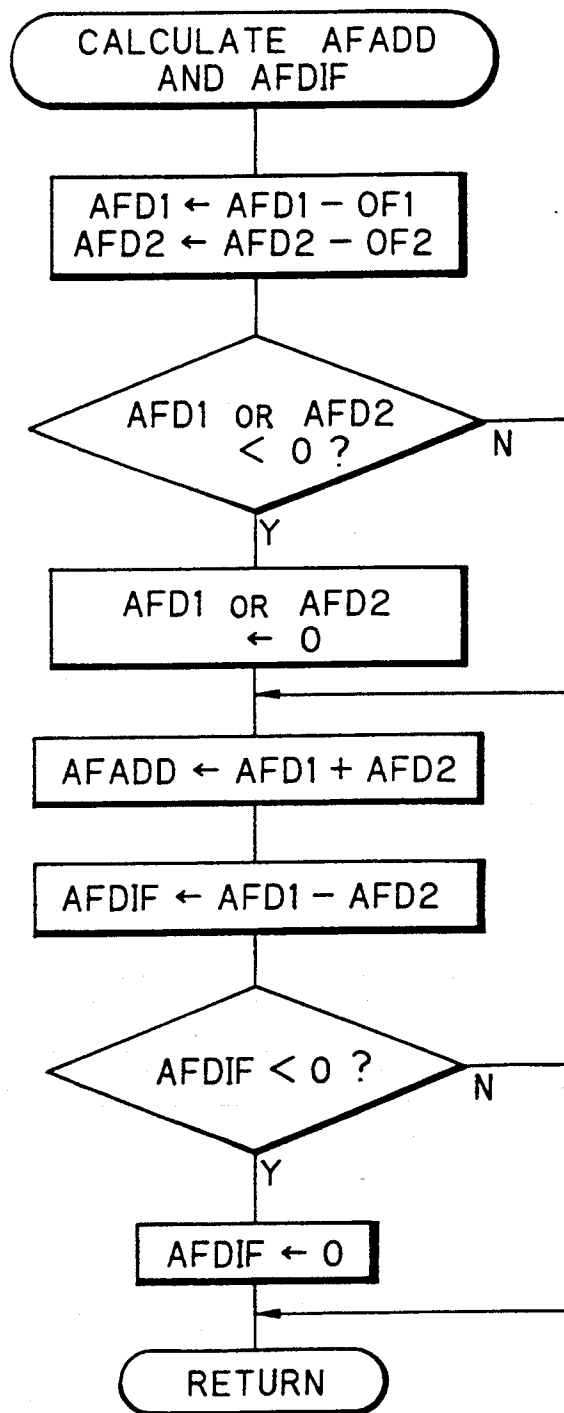 CALCULATE AFADD
AND AFDIF
AFD1 ← AFD1 – OF1
AFD2 ← AFD2 – OF2
AFD1 OR AFD2
< 0 ?
N
Y
AFD1 OR AFD2
← 0
AFADD ← AFD1 + AFD2
AFDIF ← AFD1 – AFD2
AFDIF < 0 ?
N
Y
AFDIF ← 0
RETURN